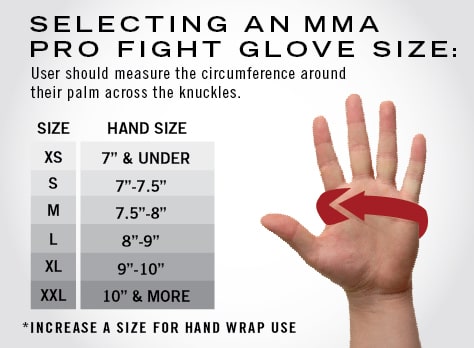 SELECTING AN MMA
PRO FIGHT GLOVE SIZE:
User should measure the circumference around
their palm across the knuckles.
SIZE HAND SIZE
XS 7" & UNDER
S 7"-7.5"
M 7.5"-8"
L 8"-9"
XL 9"-10"
XXL 10" & MORE
*INCREASE A SIZE FOR HAND WRAP USE